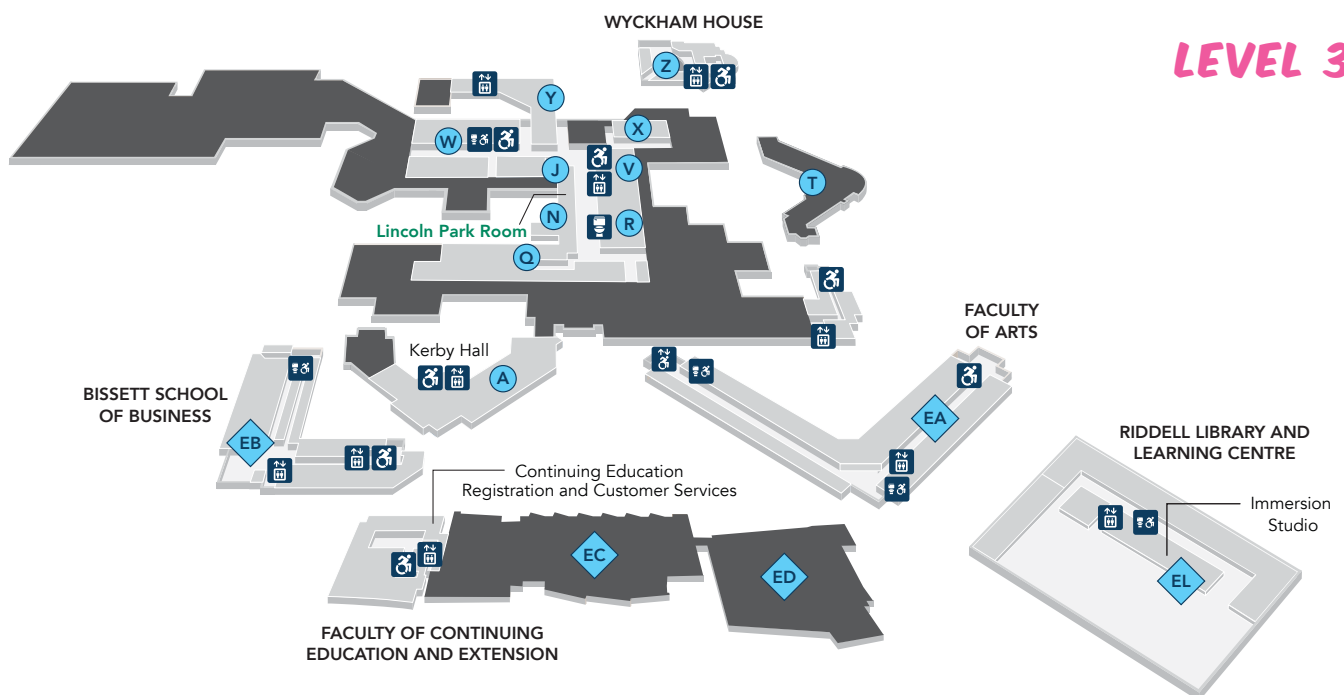 WYCKHAM HOUSE
LEVEL 3
Z
Y
X
W
V
J
T
N
R
Lincoln Park Room
Q
FACULTY
OF ARTS
Kerby Hall
A
BISSETT SCHOOL
OF BUSINESS
EB
EA
RIDDELL LIBRARY AND
LEARNING CENTRE
Continuing Education
Registration and Customer Services
Immersion
Studio
EC
ED
EL
FACULTY OF CONTINUING
EDUCATION AND EXTENSION